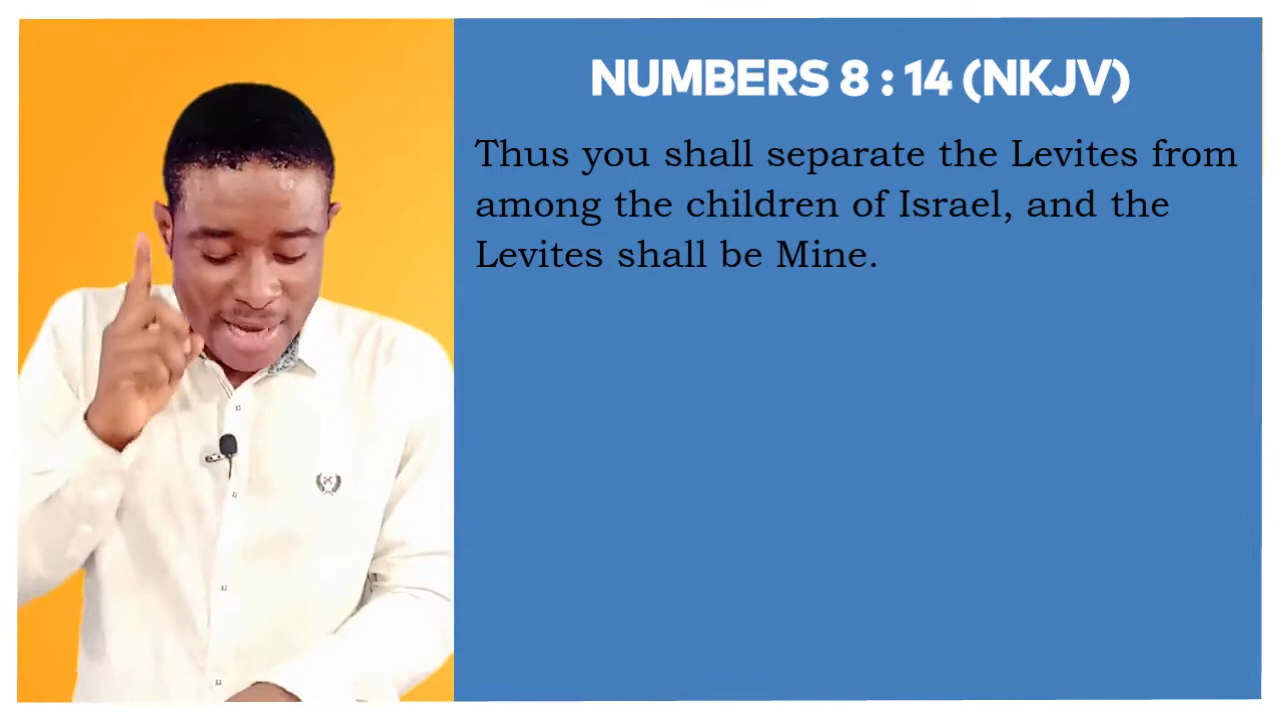 NUMBERS 8 : 14 (NKJV)
Thus you shall separate the Levites from
among the children of Israel, and the
Levites shall be Mine.